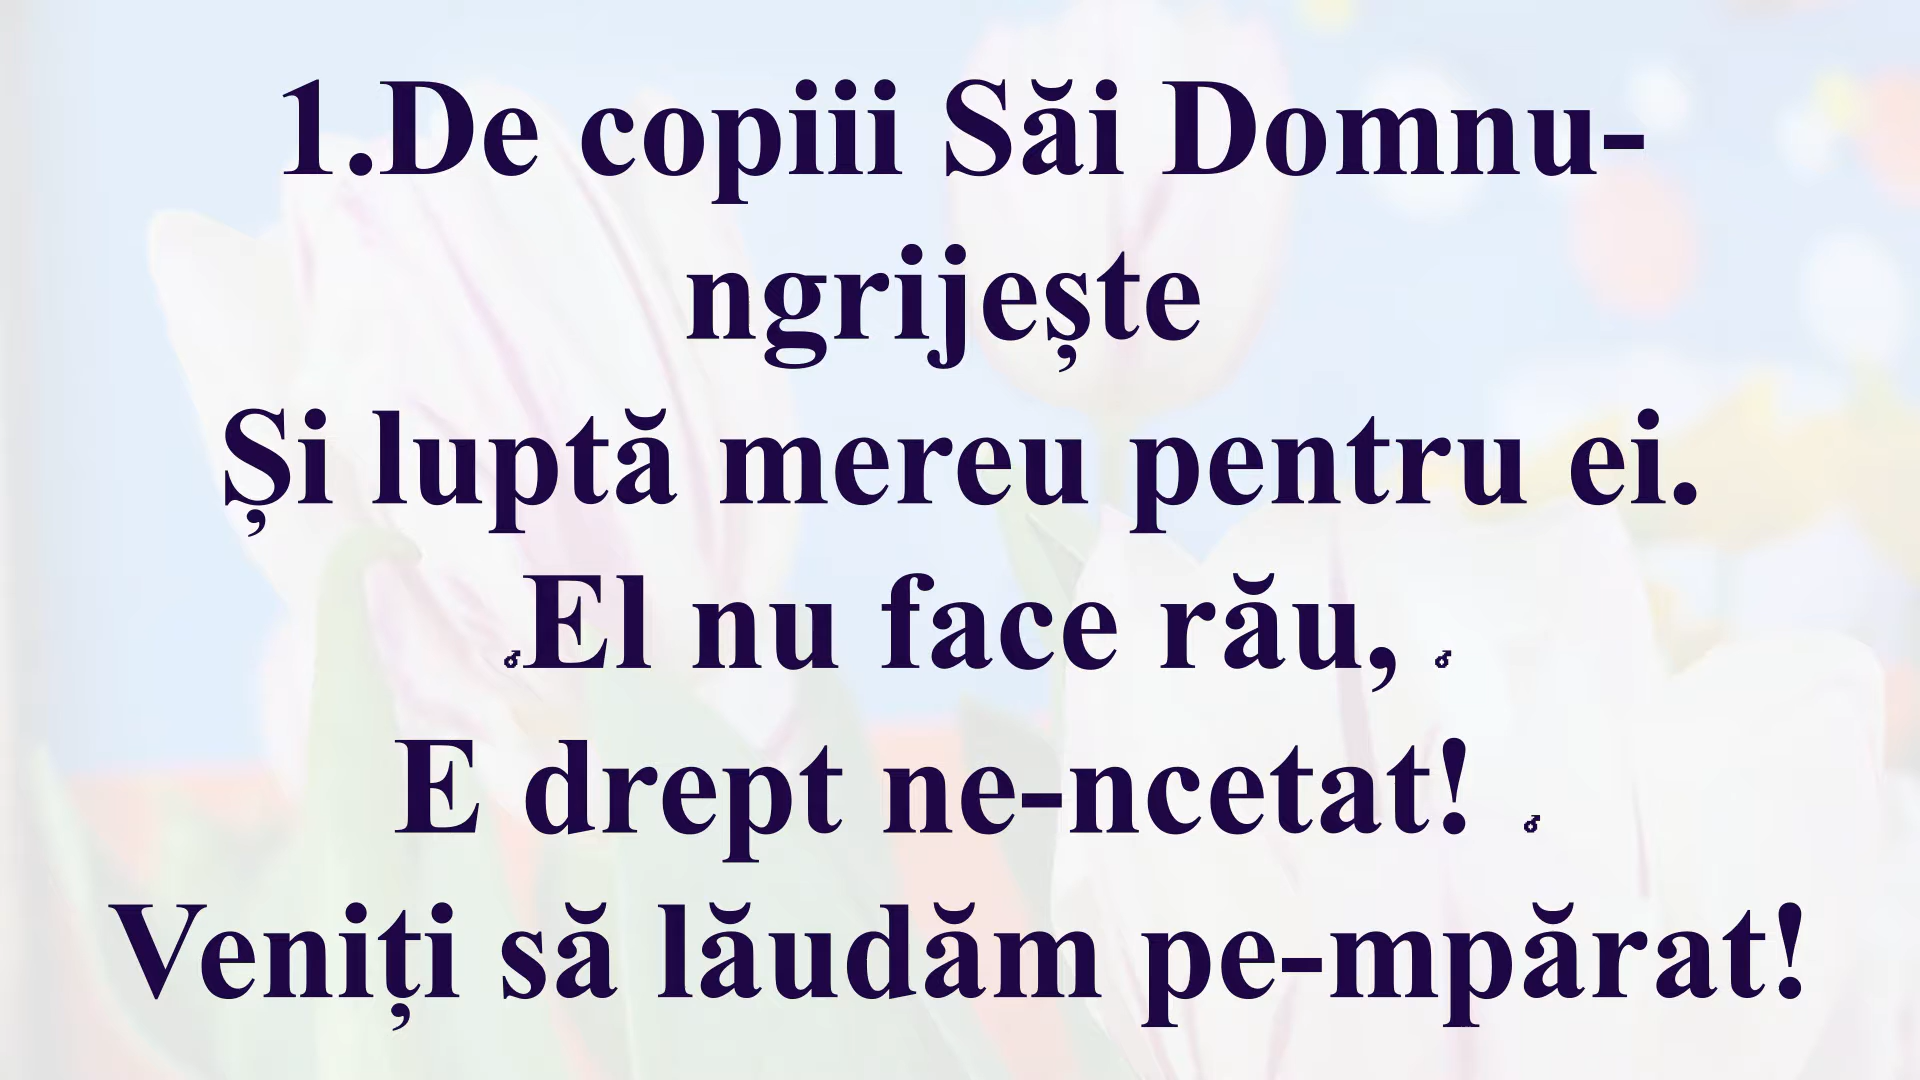 1.De copiii Săi Domnu-
ngrijește
Și luptă mereu pentru ei.
♂El nu face rău, ♂
E drept ne-ncetat! ♂
Veniți să lăudăm pe-mpărat!